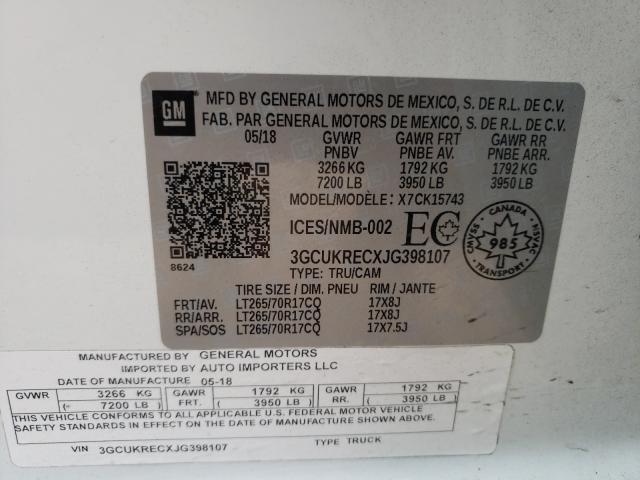 GM
MFD BY GENERAL MOTORS DE MEXICO, S. DE R.L. DE C.V.
FAB. PAR GENERAL MOTORS DE MEXICO, S. DE R.L. DE C.V.
05/18 GVWR GAWR FRT GAWR RR
PNBV PNBE AV. PNBE ARR.
3266 KG 1792 KG 1792 KG
7200 LB 3950 LB 3950 LB
MODEL/MODÈLE: X7CK15743
ICES/NMB-002 EC
CANADA
CMVSS 985 NSVAC
TRANSPORT
3GCUKRECXJG398107
8624
TYPE: TRU/CAM
TIRE SIZE / DIM. PNEU RIM / JANTE
FRT/AV. LT265/70R17CQ 17X8J
RR/ARR. LT265/70R17CQ 17X8J
SPA/SOS LT265/70R17CQ 17X7.5J
MANUFACTURED BY GENERAL MOTORS
IMPORTED BY AUTO IMPORTERS LLC
DATE OF MANUFACTURE 05-18
GVWR 3266 KG GAWR 1792 KG GAWR 1792 KG
(= 7200 LB ) FRT. ( 3950 LB ) RR. ( 3950 LB )
THIS VEHICLE CONFORMS TO ALL APPLICABLE U.S. FEDERAL MOTOR VEHICLE
SAFETY STANDARDS IN EFFECT ON THE DATE OF MANUFACTURE SHOWN ABOVE.
VIN 3GCUKRECXJG398107 TYPE TRUCK